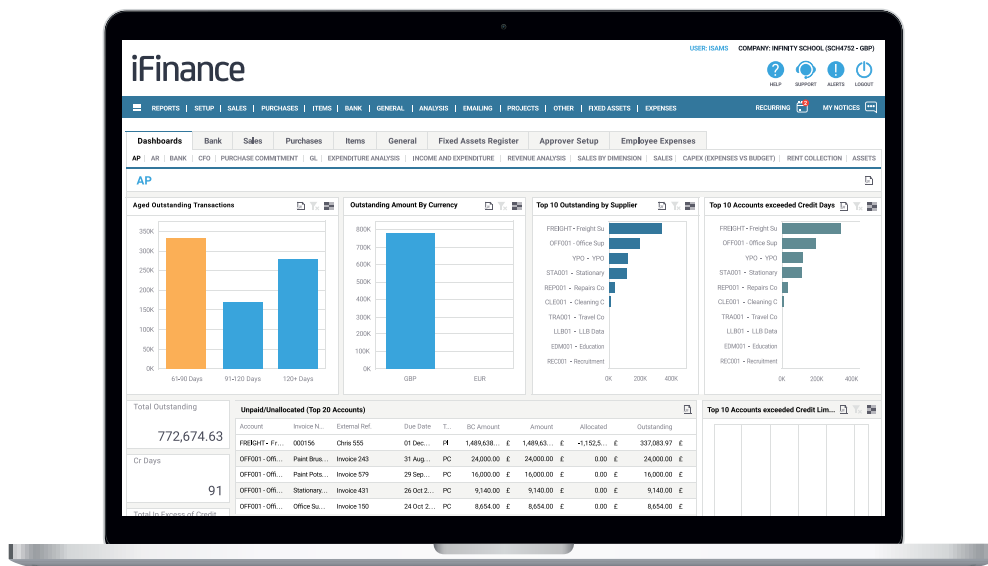 USER: ISAMS COMPANY: INFINITY SCHOOL (SCH4752 - GBP)
iFinance
HELP SUPPORT ALERTS LOGOUT
REPORTS | SETUP | SALES | PURCHASES | ITEMS | BANK | GENERAL | ANALYSIS | EMAILING | PROJECTS | OTHER | FIXED ASSETS | EXPENSES RECURRING 2 MY NOTICES
Dashboards Bank Sales Purchases Items General Fixed Assets Register Approver Setup Employee Expenses
AP | AR | BANK | CFO | PURCHASE COMMITMENT | GL | EXPENDITURE ANALYSIS | INCOME AND EXPENDITURE | REVENUE ANALYSIS | SALES BY DIMENSION | SALES | CAPEX (EXPENSES VS BUDGET) | RENT COLLECTION | ASSETS
AP
Aged Outstanding Transactions
350K
300K
250K
200K
150K
100K
50K
0K
61-90 Days 91-120 Days 120+ Days
Outstanding Amount By Currency
800K
700K
600K
500K
400K
300K
200K
100K
0K
GBP EUR
Top 10 Outstanding by Supplier
FREIGHT - Freight Su
OFF001 - Office Sup
YPO - YPO
STA001 - Stationary
REP001 - Repairs Co
CLE001 - Cleaning C
TRA001 - Travel Co
LLB01 - LLB Data
EDM001 - Education
REC001 - Recruitment
0K 200K 400K
Top 10 Accounts exceeded Credit Days
FREIGHT - Freight Su
OFF001 - Office Sup
YPO - YPO
STA001 - Stationary
REP001 - Repairs Co
CLE001 - Cleaning C
TRA001 - Travel Co
LLB01 - LLB Data
EDM001 - Education
REC001 - Recruitment
0K 200K 400K
Total Outstanding
772,674.63
Cr Days
91
Total In Excess of Credit
Unpaid/Unallocated (Top 20 Accounts)
Account Invoice N... External Ref. Due Date T... BC Amount Amount Allocated Outstanding
FREIGHT - Fr... 000156 Chris 555 01 Dec... PI 1,489,638... £ 1,489,63... £ -1,152,5... £ 337,083.97 £
OFF001 - Offi... Paint Brus... Invoice 243 31 Aug... PC 24,000.00 £ 24,000.00 £ 0.00 £ 24,000.00 £
OFF001 - Offi... Paint Pots... Invoice 579 29 Sep... PC 16,000.00 £ 16,000.00 £ 0.00 £ 16,000.00 £
OFF001 - Offi... Stationary... Invoice 431 26 Oct 2... PC 9,140.00 £ 9,140.00 £ 0.00 £ 9,140.00 £
OFF001 - Offi... Office Su... Invoice 150 24 Oct 2... PC 8,654.00 £ 8,654.00 £ 0.00 £ 8,654.00 £
Top 10 Accounts exceeded Credit Lim...